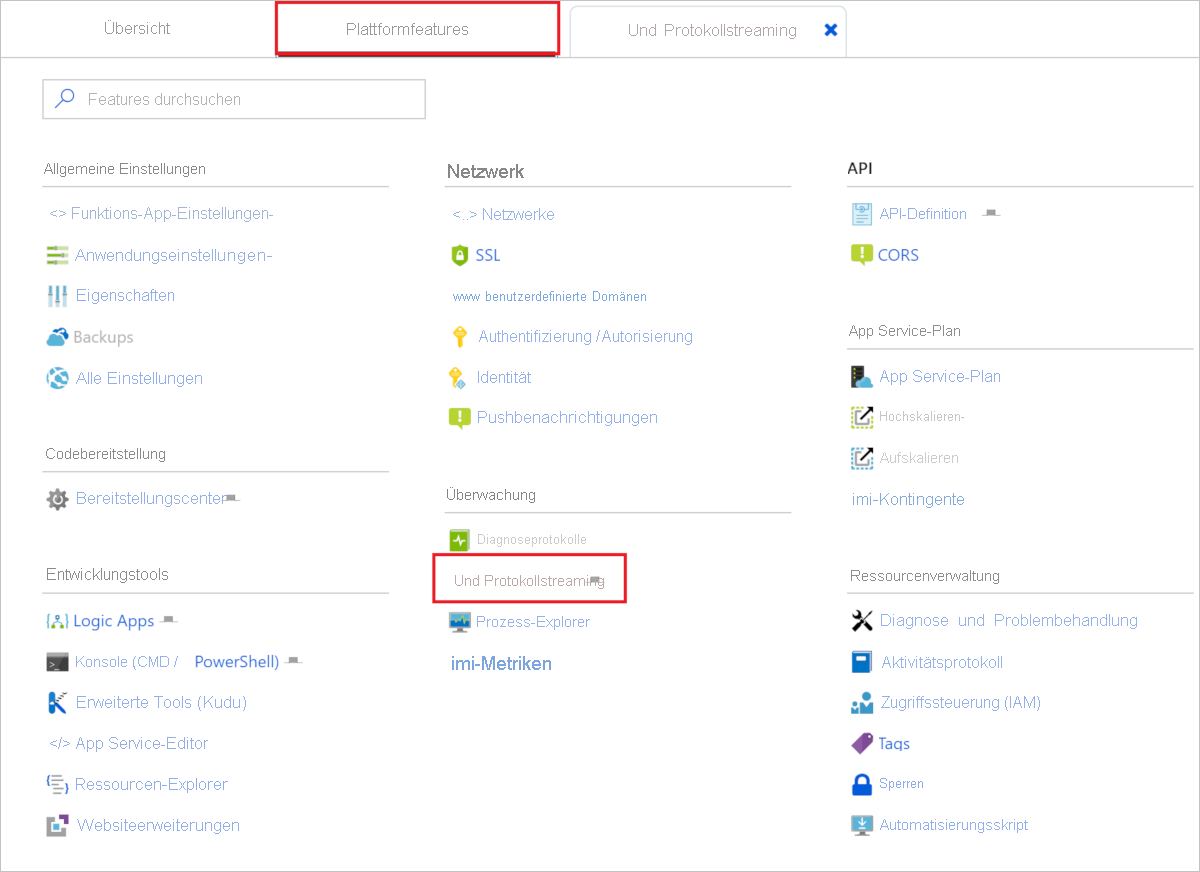 Übersicht
Plattformfeatures
Und Protokollstreaming
Features durchsuchen
Allgemeine Einstellungen
<> Funktions-App-Einstellungen-
Anwendungseinstellungen-
Eigenschaften
Backups
Alle Einstellungen
Codebereitstellung
Bereitstellungscenter
Entwicklungstools
Logic Apps
Konsole (CMD / PowerShell)
Erweiterte Tools (Kudu)
</> App Service-Editor
Ressourcen-Explorer
Websiteerweiterungen
Netzwerk
<..> Netzwerke
SSL
www benutzerdefinierte Domänen
Authentifizierung /Autorisierung
Identität
Pushbenachrichtigungen
Überwachung
Diagnoseprotokolle
Und Protokollstreaming
Prozess-Explorer
imi-Metriken
API
API-Definition
CORS
App Service-Plan
App Service-Plan
Hochskalieren-
Aufskalieren
imi-Kontingente
Ressourcenverwaltung
Diagnose und Problembehandlung
Aktivitätsprotokoll
Zugriffssteuerung (IAM)
Tags
Sperren
Automatisierungsskript